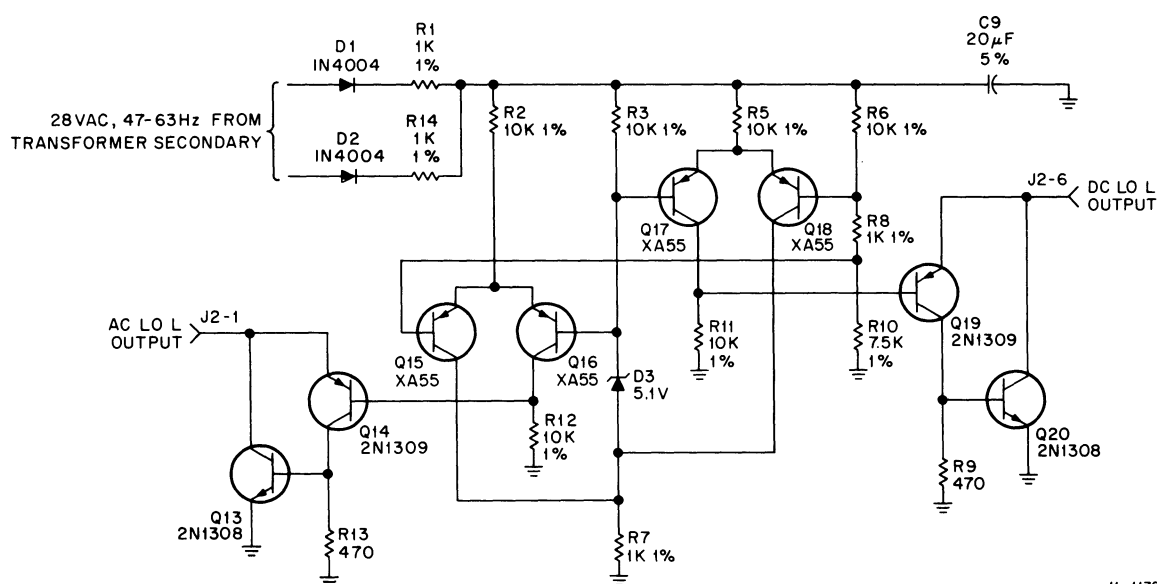 C9
20µF
5%
R1
1K
1%
D1
IN4004
28VAC, 47-63Hz FROM
TRANSFORMER SECONDARY
R14
1K
1%
D2
IN4004
R2
10K 1%
R3
10K 1%
R5
10K 1%
R6
10K 1%
J2-6
DC LO L
OUTPUT
Q17
XA55
Q18
XA55
R8
1K 1%
AC LO L
OUTPUT
J2-1
Q15
XA55
Q16
XA55
D3
5.1V
R11
10K
1%
R10
7.5K
1%
Q19
2N1309
Q14
2N1309
R12
10K
1%
Q20
2N1308
R9
470
Q13
2N1308
R13
470
R7
1K 1%